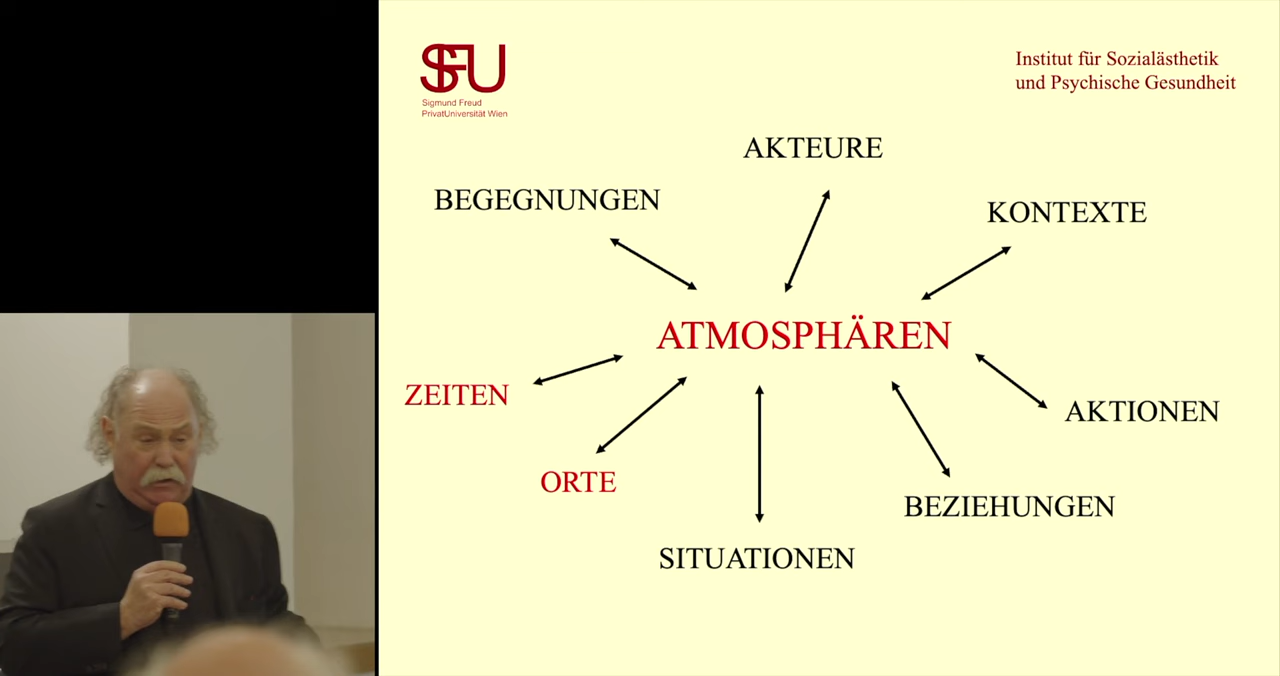 SFU
Sigmund Freud
PrivatUniversität Wien
Institut für Sozialästhetik
und Psychische Gesundheit
AKTEURE
BEGEGNUNGEN
KONTEXTE
ATMOSPHÄREN
ZEITEN
AKTIONEN
ORTE
BEZIEHUNGEN
SITUATIONEN